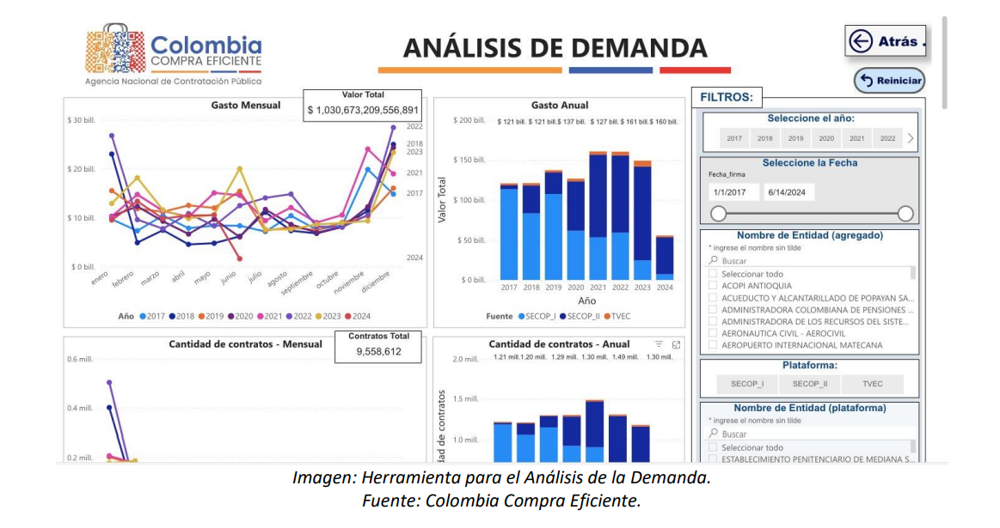 Colombia
COMPRA EFICIENTE
Agencia Nacional de Contratación Pública
ANÁLISIS DE DEMANDA
Atrás .
Reiniciar
Gasto Mensual
Valor Total
$ 1,030,673,209,556,891
$ 30 bill.
$ 20 bill.
$ 10 bill.
$ 0 bill.
2022
2018
2023
2021
2017
2024
enero
febrero
marzo
abril
mayo
junio
julio
agosto
septiembre
octubre
noviembre
diciembre
Año 2017 2018 2019 2020 2021 2022 2023 2024
Gasto Anual
$ 121 bill. $ 121 bill. $ 137 bill. $ 127 bill. $ 161 bill. $ 160 bill.
$ 200 bill.
$ 150 bill.
$ 100 bill.
$ 50 bill.
$ 0 bill.
Valor Total
2017 2018 2019 2020 2021 2022 2023 2024
Año
Fuente SECOP_I SECOP_II TVEC
FILTROS:
Seleccione el año:
2017 2018 2019 2020 2021 2022
Seleccione la Fecha
Fecha_firma
1/1/2017 6/14/2024
Nombre de Entidad (agregado)
* ingrese el nombre sin tilde
Buscar
Seleccionar todo
ACOPI ANTIOQUIA
ACUEDUCTO Y ALCANTARILLADO DE POPAYAN SA...
ADMINISTRADORA COLOMBIANA DE PENSIONES ...
ADMINISTRADORA DE LOS RECURSOS DEL SISTE...
AERONAUTICA CIVIL - AEROCIVIL
AEROPUERTO INTERNACIONAL MATECANA
Plataforma:
SECOP_I SECOP_II TVEC
Nombre de Entidad (plataforma)
* ingrese el nombre sin tilde
Buscar
Seleccionar todo
ESTABLECIMIENTO PENITENCIARIO DE MEDIANA S...
Cantidad de contratos - Mensual
Contratos Total
9,558,612
0.6 mill.
0.4 mill.
0.2 mill.
Cantidad de contratos - Anual
1.21 mill. 1.20 mill. 1.29 mill. 1.30 mill. 1.49 mill. 1.30 mill.
2.0 mill.
1.5 mill.
1.0 mill.
dad de contratos
Imagen: Herramienta para el Análisis de la Demanda.
Fuente: Colombia Compra Eficiente.